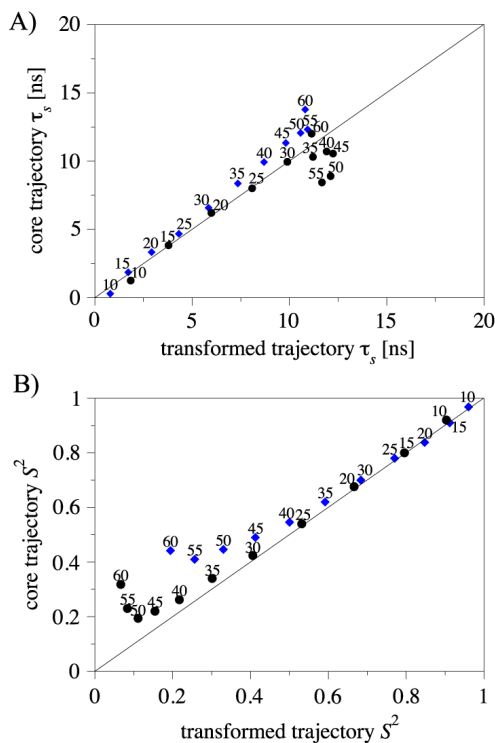 A)
20
15
10
5
0
core trajectory τs [ns]
60
50 55
45 60
40 40 45
30 35
35 25 55 50
30 20
25
20 15
15 10
10
0 5 10 15 20
transformed trajectory τs [ns]
B)
1
0.8
0.6
0.4
0.2
0
core trajectory S²
10
10
20 15
25 15
20 30
35
40 25
45
60 55 50 30
60 35
55 50 45 40
0 0.2 0.4 0.6 0.8 1
transformed trajectory S²